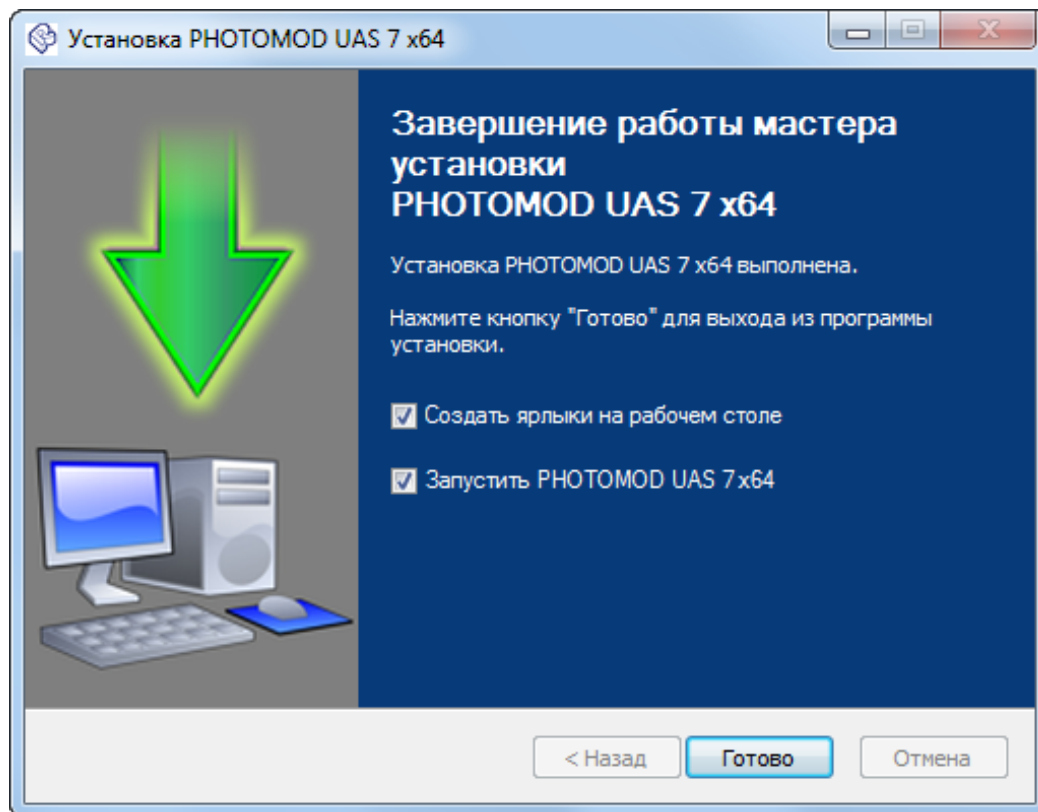 Установка PHOTOMOD UAS 7 x64
Завершение работы мастера
установки
PHOTOMOD UAS 7 x64
Установка PHOTOMOD UAS 7 x64 выполнена.
Нажмите кнопку "Готово" для выхода из программы
установки.
Создать ярлыки на рабочем столе
Запустить PHOTOMOD UAS 7 x64
< Назад
Готово
Отмена